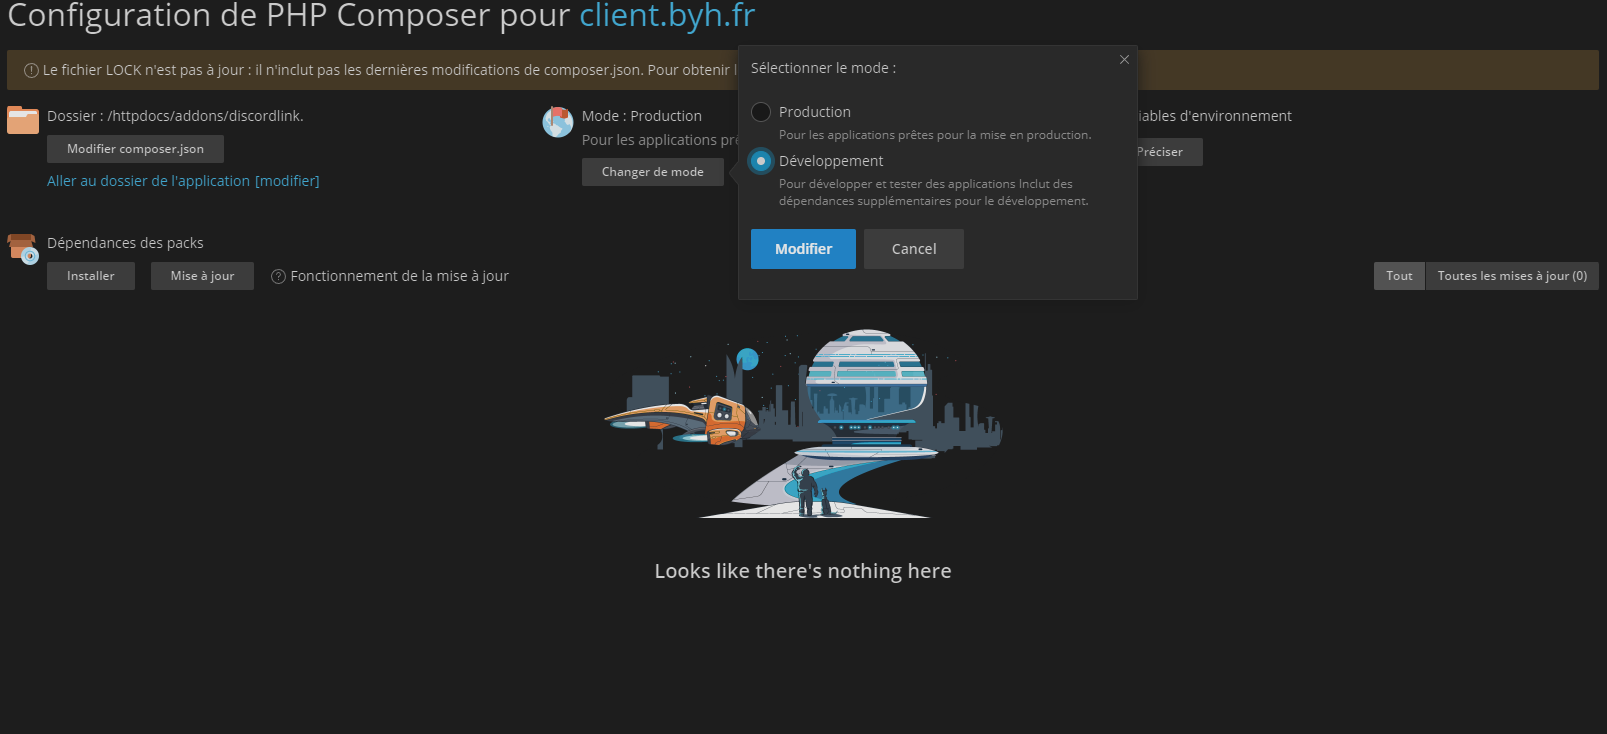 Configuration de PHP Composer pour client.byh.fr
Le fichier LOCK n'est pas à jour : il n'inclut pas les dernières modifications de composer.json. Pour obtenir
Sélectionner le mode :
Production
Pour les applications prêtes pour la mise en production.
Développement
Pour développer et tester des applications Inclut des
dépendances supplémentaires pour le développement.
Modifier
Cancel
Dossier : /httpdocs/addons/discordlink.
Modifier composer.json
Aller au dossier de l'application [modifier]
Mode : Production
Pour les applications
Changer de mode
d'environnement
Préciser
Dépendances des packs
Installer
Mise à jour
Fonctionnement de la mise à jour
Tout
Toutes les mises à jour (0)
Looks like there's nothing here